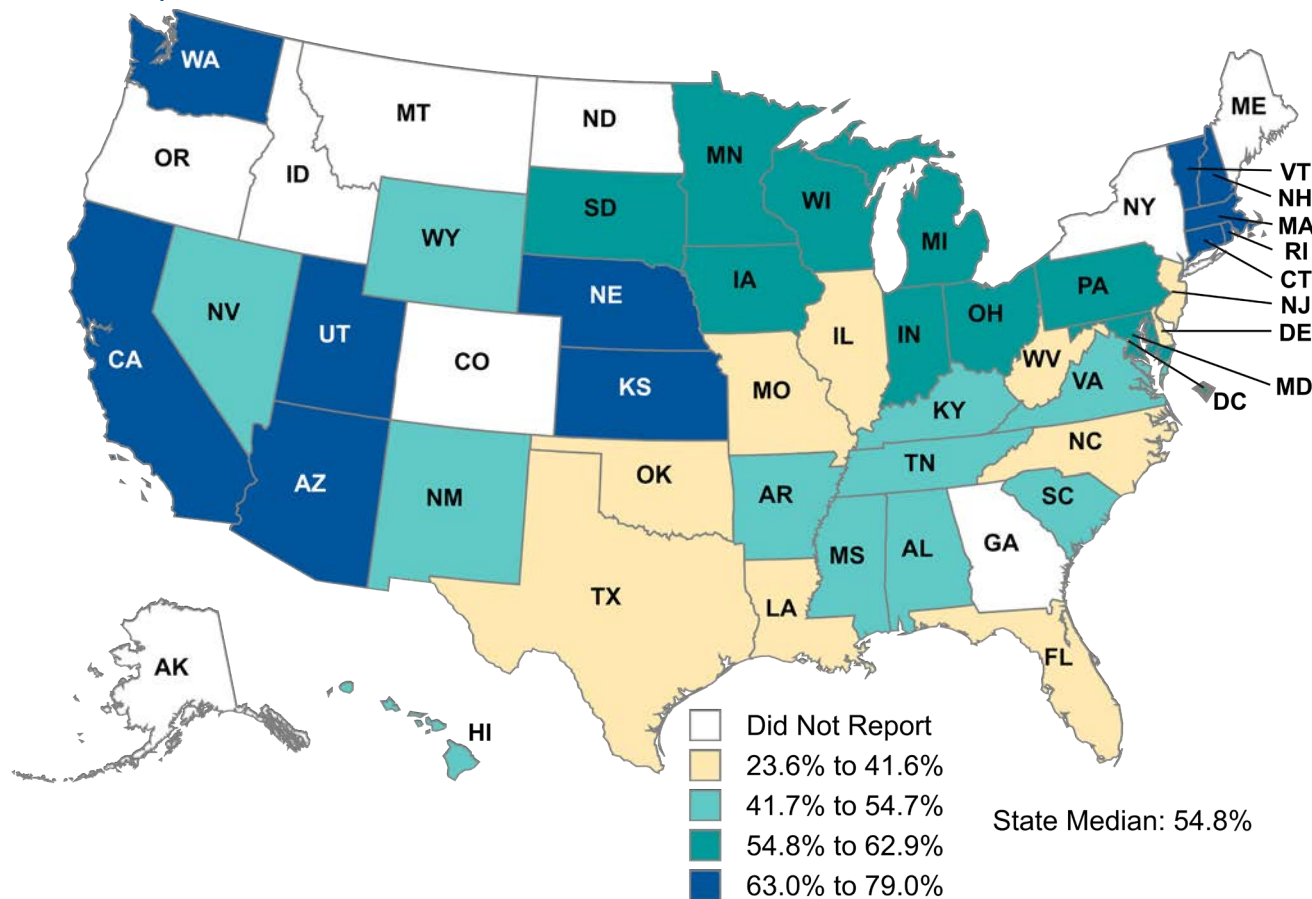 WA
MT
ND
ME
OR
ID
MN
VT
NH
SD
WI
NY
MA
WY
MI
RI
CT
IA
NE
PA
NJ
NV
OH
DE
UT
IN
IL
CA
CO
WV
KS
MO
VA
MD
KY
DC
NC
TN
OK
AZ
NM
AR
SC
GA
MS
AL
TX
LA
FL
AK
HI
Did Not Report
23.6% to 41.6%
41.7% to 54.7%
State Median: 54.8%
54.8% to 62.9%
63.0% to 79.0%